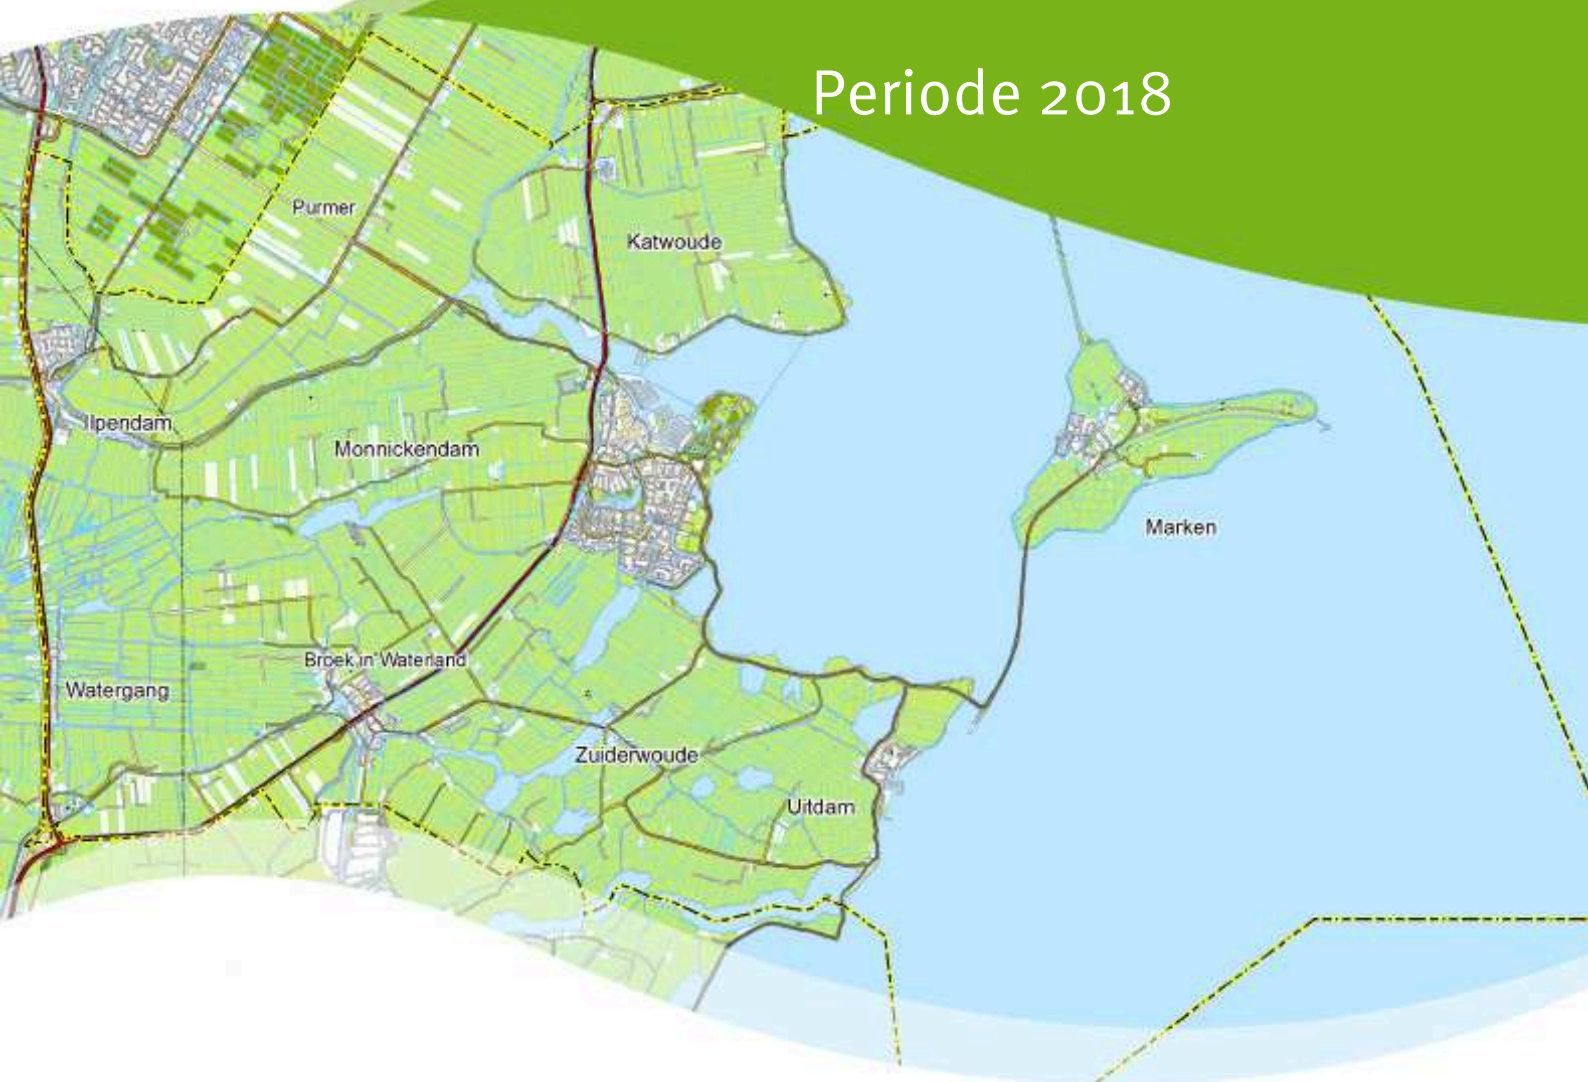 Periode 2018
Purmer
Katwoude
Ilpendam
Monnickendam
Marken
Broek in Waterland
Watergang
Zuiderwoude
Uitdam